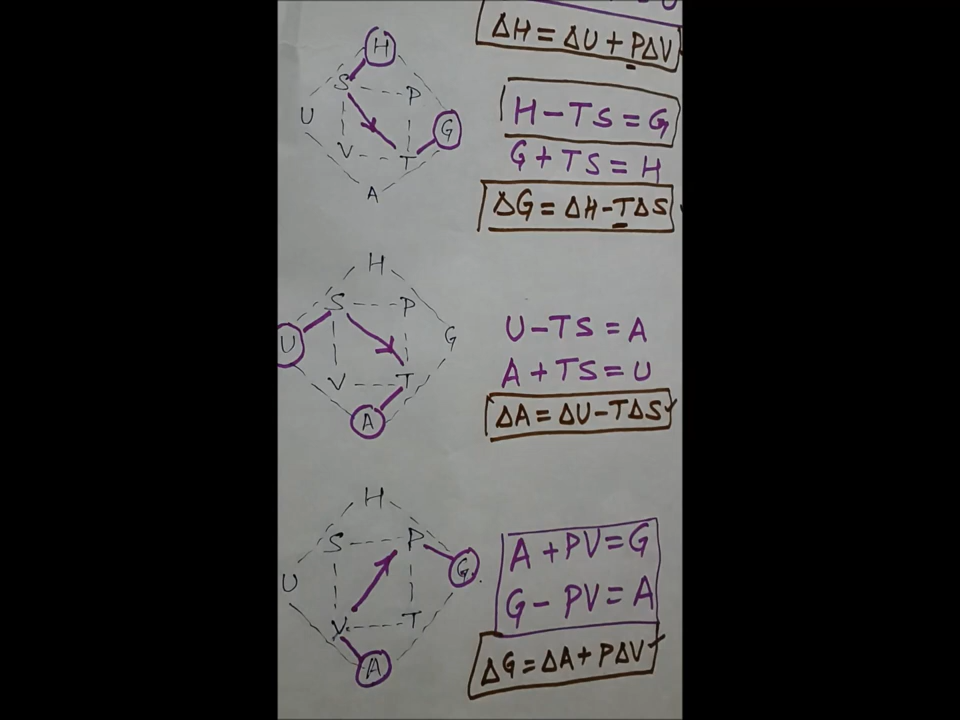 U
ΔH = ΔU + PΔV
H
S P
U G
V T
A
H - TS = G
G + TS = H
ΔG = ΔH - TΔS
H
S P
U G
V T
A
U - TS = A
A + TS = U
ΔA = ΔU - TΔS
H
S P
U G
V T
A
A + PV = G
G - PV = A
ΔG = ΔA + PΔV